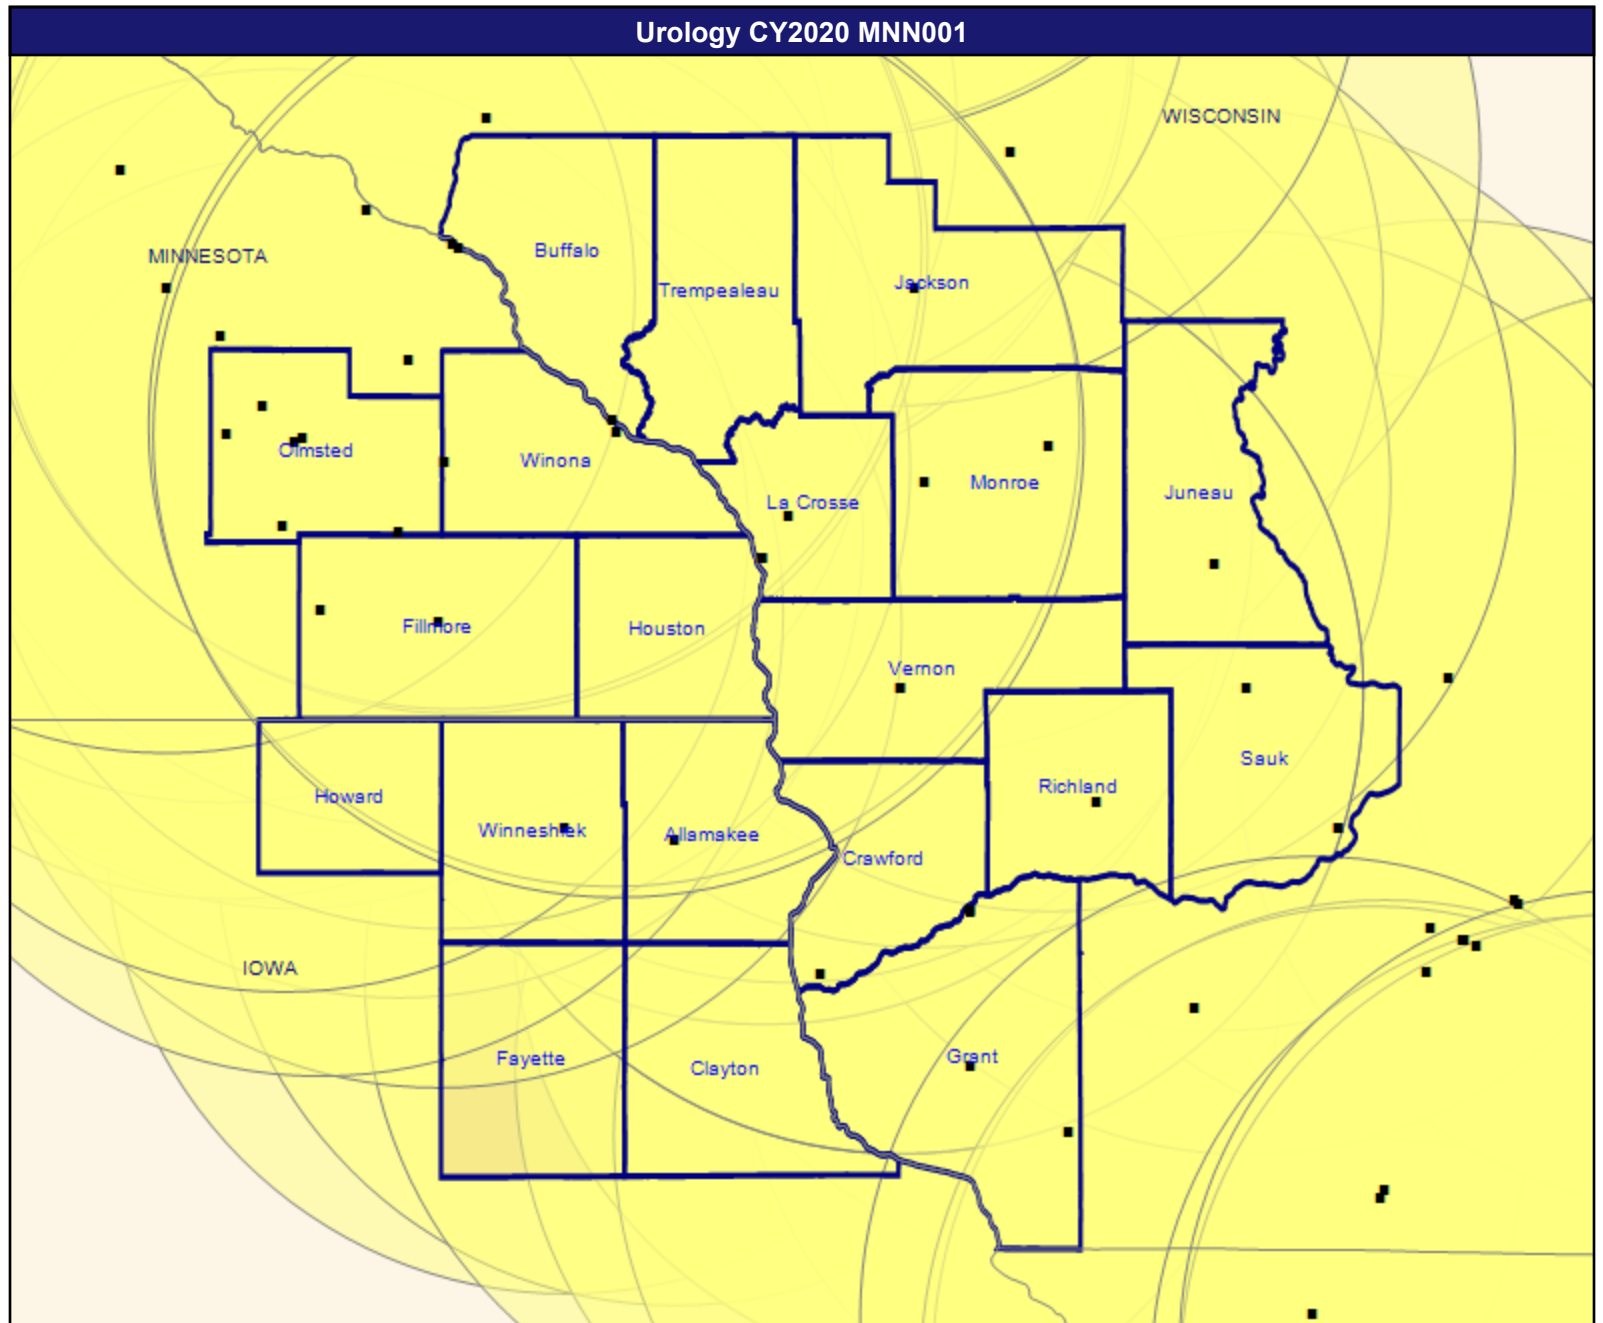 Urology CY2020 MNN001
WISCONSIN
MINNESOTA
Buffalo
Trempealeau
Jackson
Olmsted
Winona
La Crosse
Monroe
Juneau
Fillmore
Houston
Vernon
Howard
Winneshiek
Allamakee
Crawford
Richland
Sauk
IOWA
Fayette
Clayton
Grant